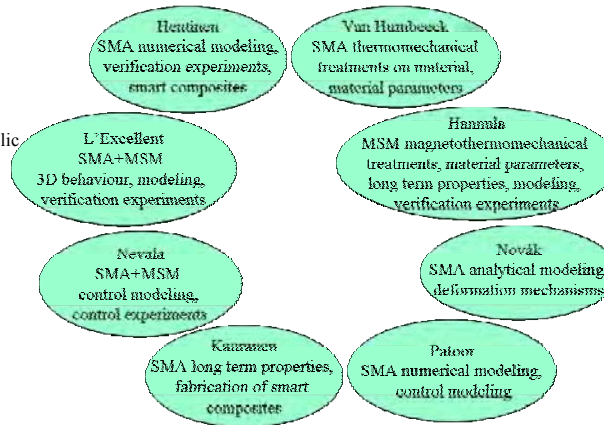 Hentinen
SMA numerical modeling,
verification experiments,
smart composites
Van Humbeeck
SMA thermomechanical
treatments on material,
material parameters
lic
L'Excellent
SMA+MSM
3D behaviour, modeling,
verification experiments
Hannula
MSM magnetothermomechanical
treatments, material parameters,
long term properties, modeling,
verification experiments
Nevala
SMA+MSM
control modeling,
control experiments
Novák
SMA analytical modeling
deformation mechanisms
Kauranen
SMA long term properties,
fabrication of smart
composites
Patoor
SMA numerical modeling,
control modeling